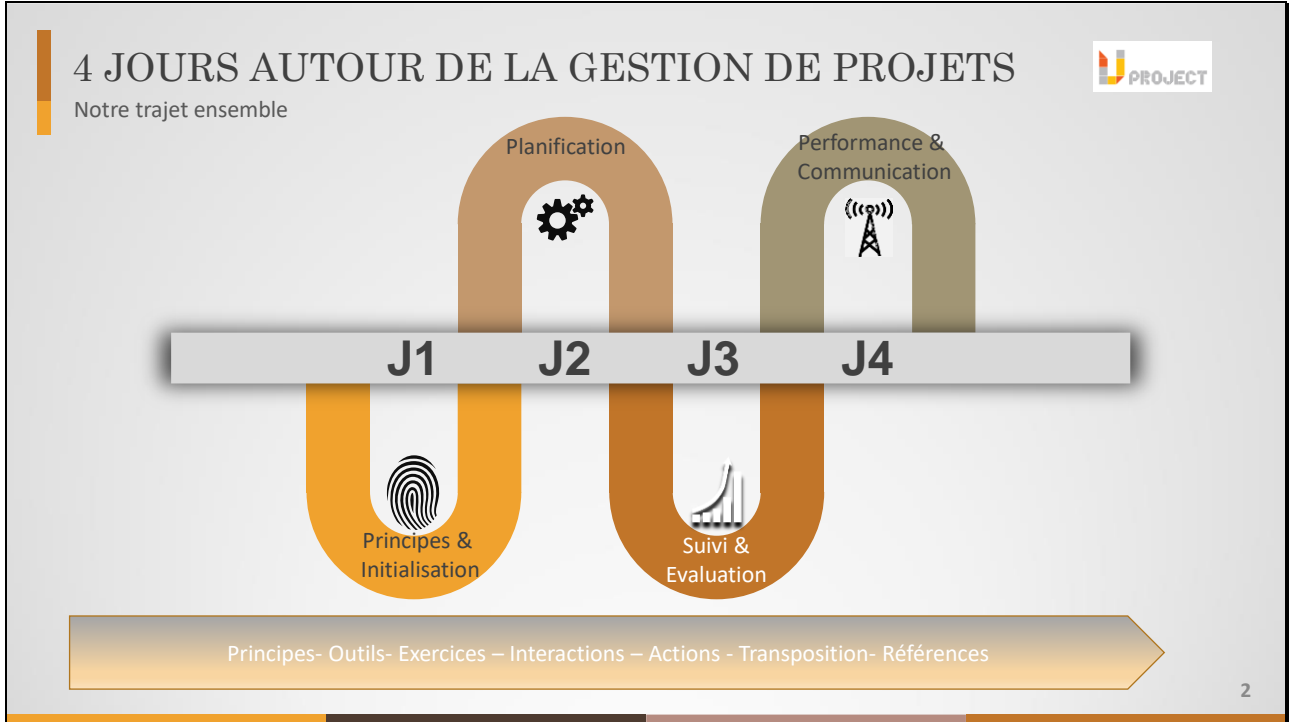 4 JOURS AUTOUR DE LA GESTION DE PROJETS
PROJECT
Notre trajet ensemble
Planification
Performance &
Communication
J1 J2 J3 J4
Principes &
Initialisation
Suivi &
Evaluation
Principes- Outils- Exercices – Interactions – Actions - Transposition- Références
2